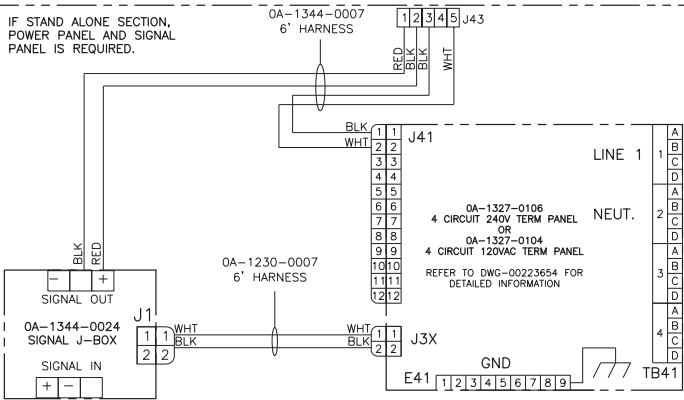 IF STAND ALONE SECTION,
POWER PANEL AND SIGNAL
PANEL IS REQUIRED.
0A-1344-0007
6' HARNESS
1 2 3 4 5 J43
RED
BLK
BLK
WHT
BLK
WHT
1 1
2 2
3 3
4 4
5 5
6 6
7 7
8 8
9 9
10 10
11 11
12 12
J41
LINE 1
NEUT.
0A-1327-0106
4 CIRCUIT 240V TERM PANEL
OR
0A-1327-0104
4 CIRCUIT 120VAC TERM PANEL
REFER TO DWG-00223654 FOR
DETAILED INFORMATION
1
A
B
C
D
2
A
B
C
D
3
A
B
C
D
4
A
B
C
D
TB41
BLK
RED
- +
SIGNAL OUT
0A-1344-0024
SIGNAL J-BOX
SIGNAL IN
+ -
J1
1 1
2 2
WHT
BLK
0A-1230-0007
6' HARNESS
WHT
BLK
1 1
2 2
J3X
GND
E41 1 2 3 4 5 6 7 8 9